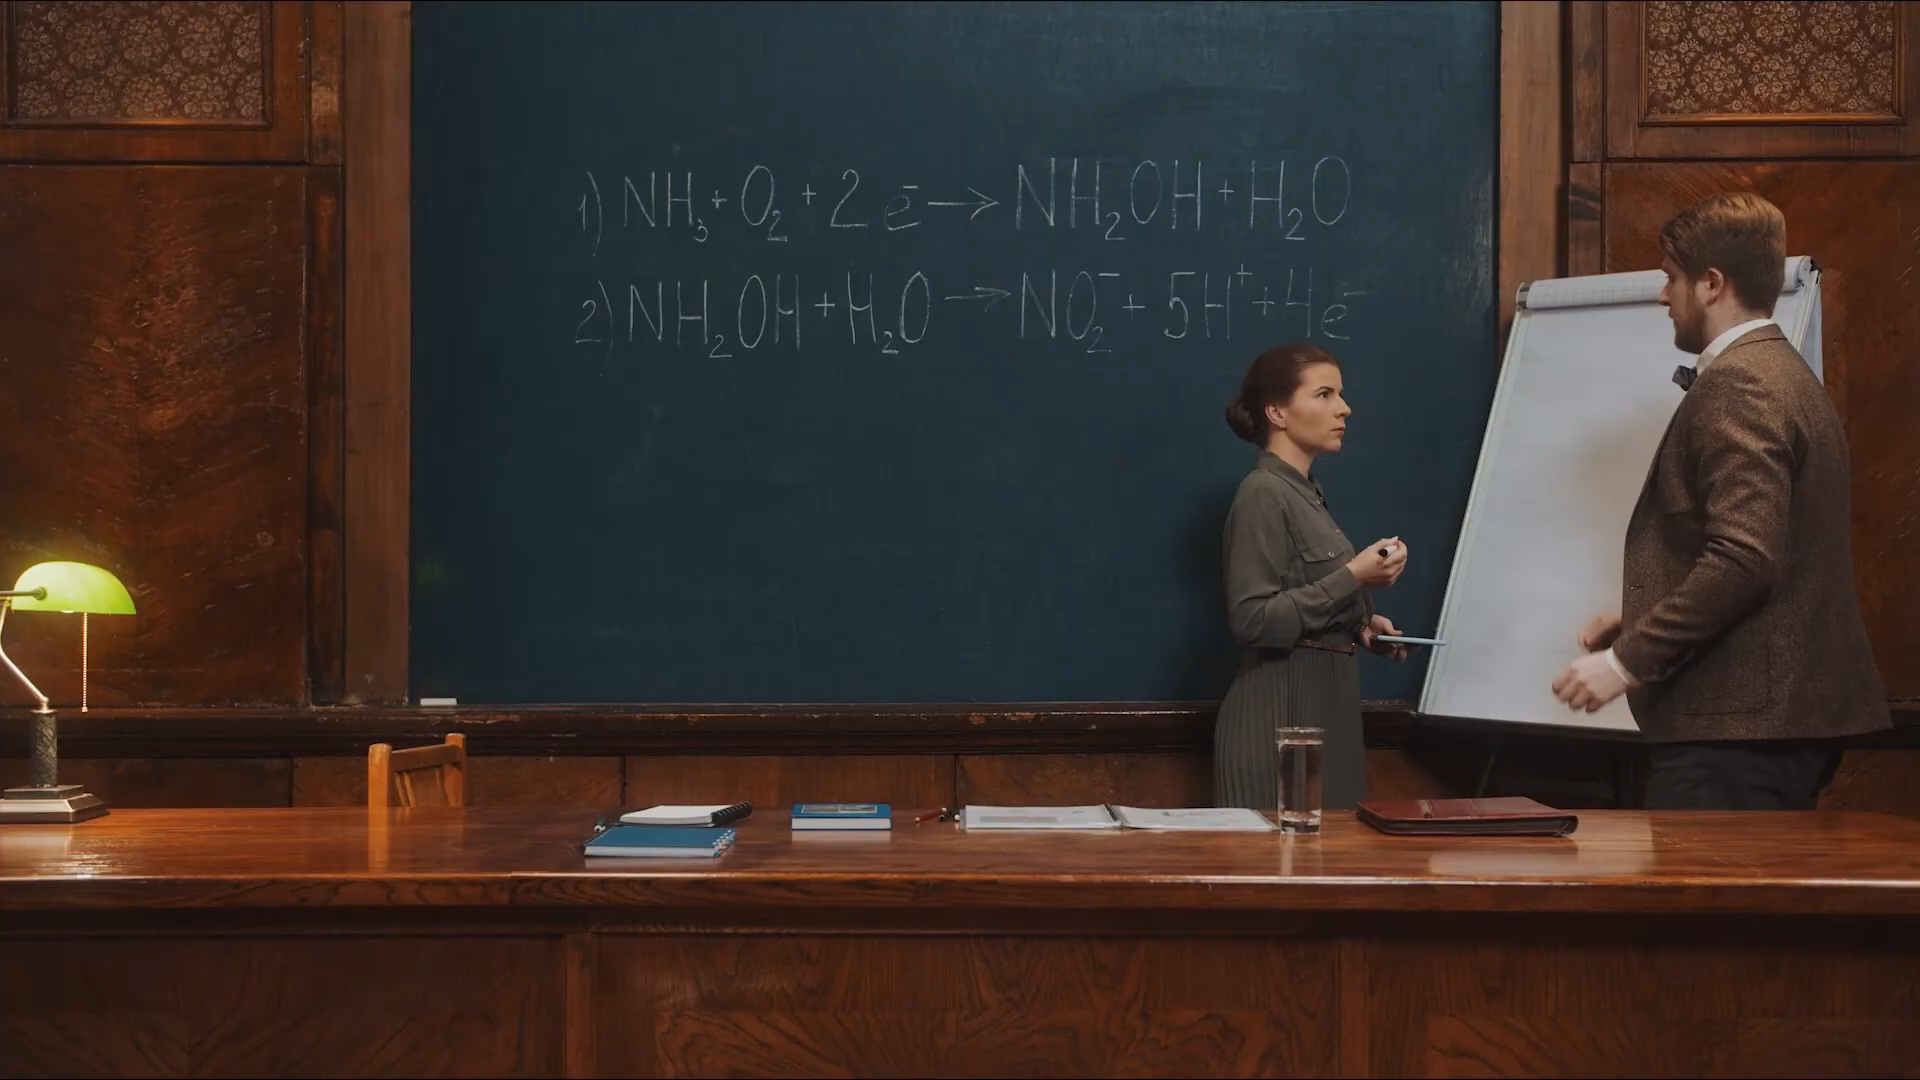 1) NH₃ + O₂ + 2 e⁻ → NH₂OH + H₂O
2) NH₂OH + H₂O → NO₂⁻ + 5H⁺ + 4e⁻